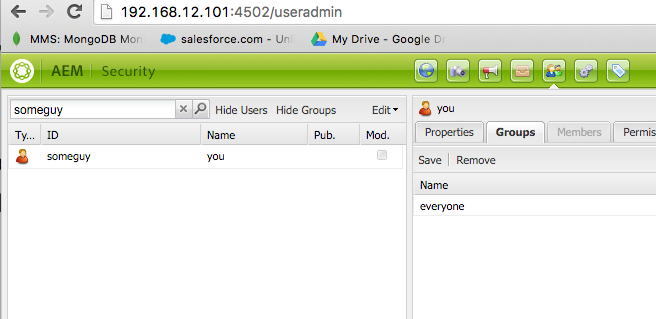 192.168.12.101:4502/useradmin
MMS: MongoDB Mon salesforce.com - Unli My Drive - Google Dr
AEM Security
someguy Hide Users Hide Groups Edit
Ty... ID Name Pub. Mod.
someguy you
you
Properties Groups Members Permis
Save Remove
Name
everyone